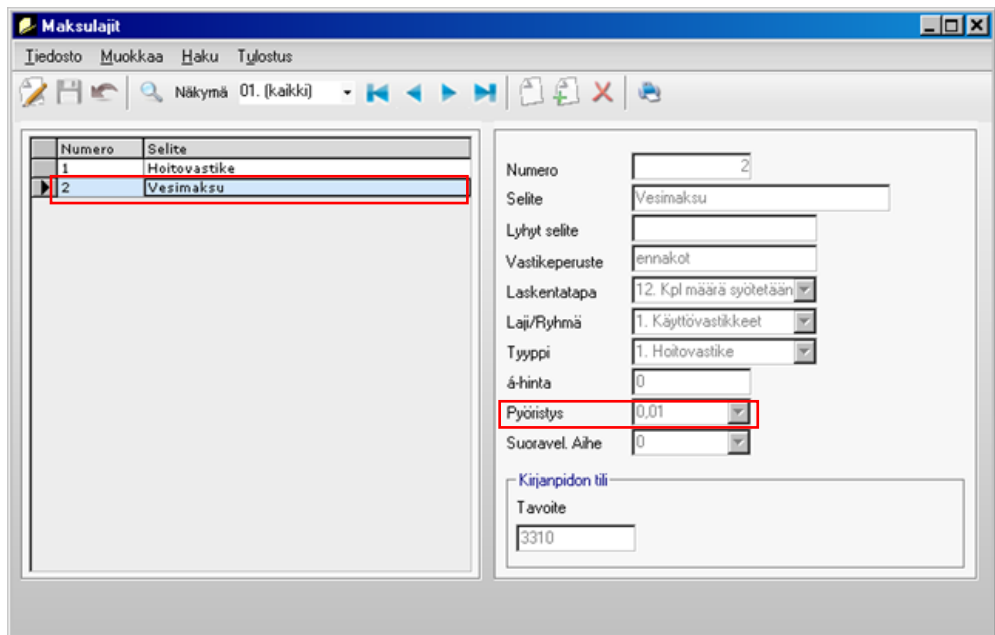 Maksulajit
Tiedosto Muokkaa Haku Tulostus
Näkymä 01. (kaikki)
Numero Selite
1 Hoitovastike
2 Vesimaksu
Numero 2
Selite Vesimaksu
Lyhyt selite
Vastikeperuste ennakot
Laskentatapa 12. Kpl määrä syötetään
Laji/Ryhmä 1. Käyttövastikkeet
Tyyppi 1. Hoitovastike
á-hinta 0
Pyöristys 0,01
Suoravel. Aihe 0
Kirjanpidon tili
Tavoite
3310